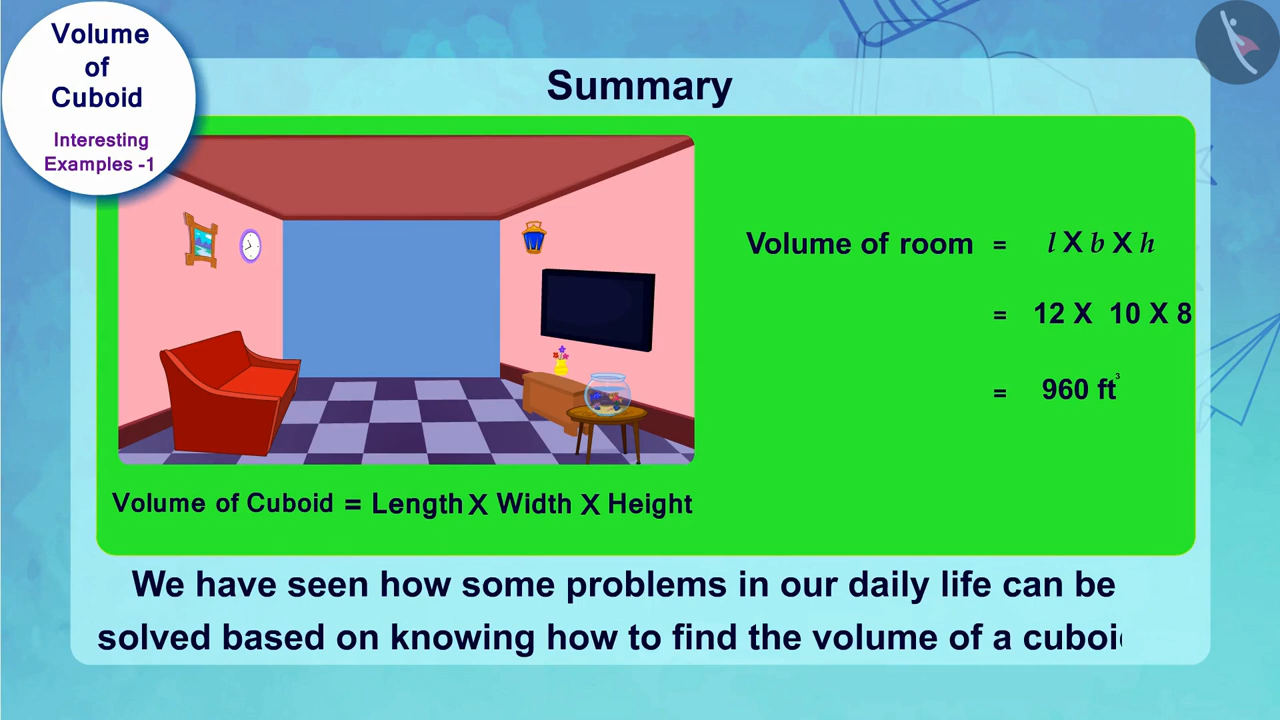 Volume
of
Cuboid
Interesting
Examples -1
Summary
Volume of room = l X b X h
= 12 X 10 X 8
= 960 ft³
Volume of Cuboid = Length X Width X Height
We have seen how some problems in our daily life can be
solved based on knowing how to find the volume of a cuboi